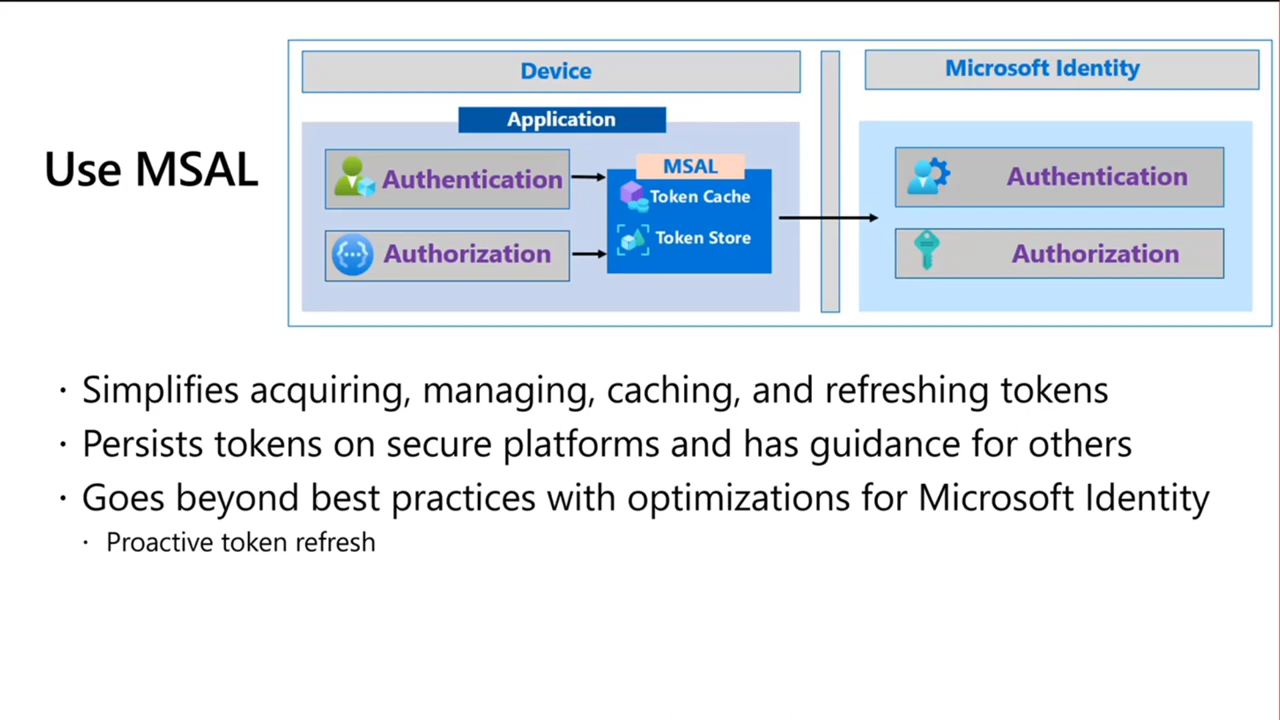 Use MSAL
Device
Microsoft Identity
Application
Authentication
Authorization
MSAL
Token Cache
Token Store
Authentication
Authorization
· Simplifies acquiring, managing, caching, and refreshing tokens
· Persists tokens on secure platforms and has guidance for others
· Goes beyond best practices with optimizations for Microsoft Identity
· Proactive token refresh